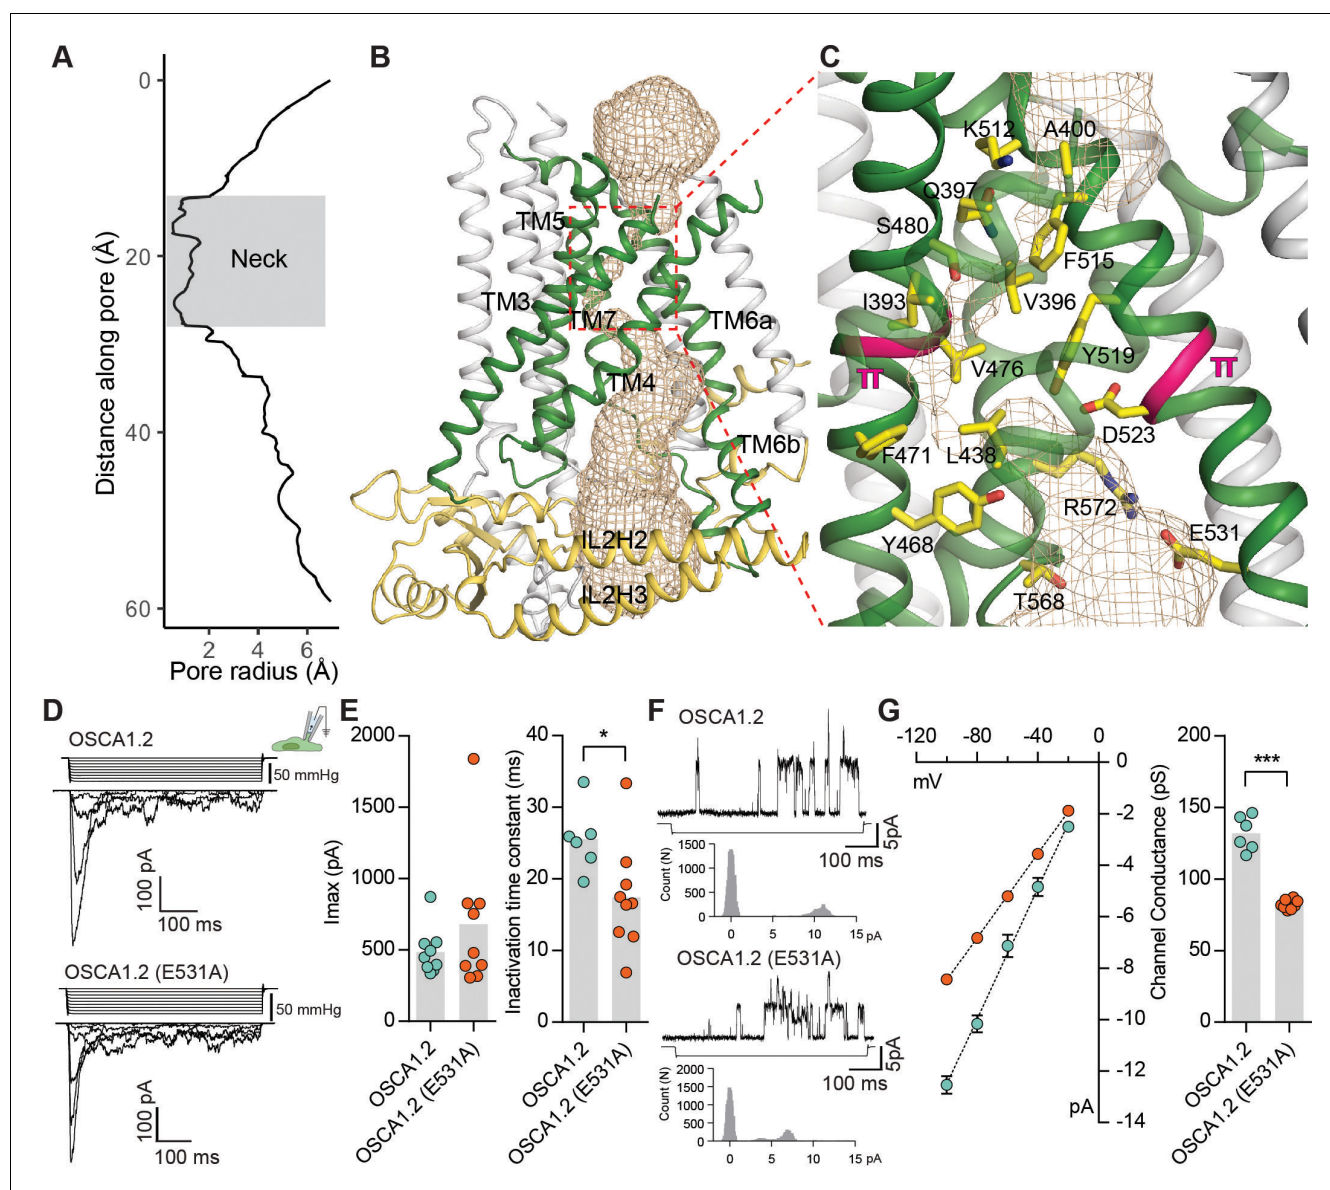 A
0
20
40
60
Distance along pore (Å)
Neck
2 4 6
Pore radius (Å)
B
TM5
TM3
TM7
TM6a
TM4
TM6b
IL2H2
IL2H3
C
K512
A400
Q397
S480
F515
I393
V396
V476
Y519
π
π
D523
F471
L438
R572
Y468
E531
T568
D
OSCA1.2
50 mmHg
100 pA
100 ms
OSCA1.2 (E531A)
50 mmHg
100 pA
100 ms
E
2000
1500
1000
500
0
Imax (pA)
OSCA1.2
OSCA1.2 (E531A)
40
30
20
10
0
Inactivation time constant (ms)
*
OSCA1.2
OSCA1.2 (E531A)
F
OSCA1.2
5pA
100 ms
1500
1000
500
0
Count (N)
0 5 10 15 pA
OSCA1.2 (E531A)
5pA
100 ms
2000
1500
1000
500
0
Count (N)
0 5 10 15 pA
G
-120 -80 -40 0
mV
0
-2
-4
-6
-8
-10
-12
-14
pA
200
150
100
50
0
Channel Conductance (pS)
***
OSCA1.2
OSCA1.2 (E531A)